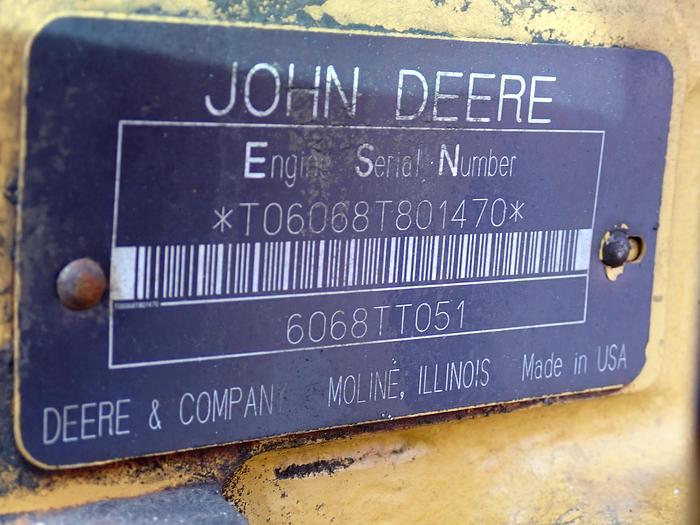 JOHN DEERE
Engine Serial Number
*T06068T801470*
6068TT051
DEERE & COMPANY MOLINE, ILLINOIS Made in USA